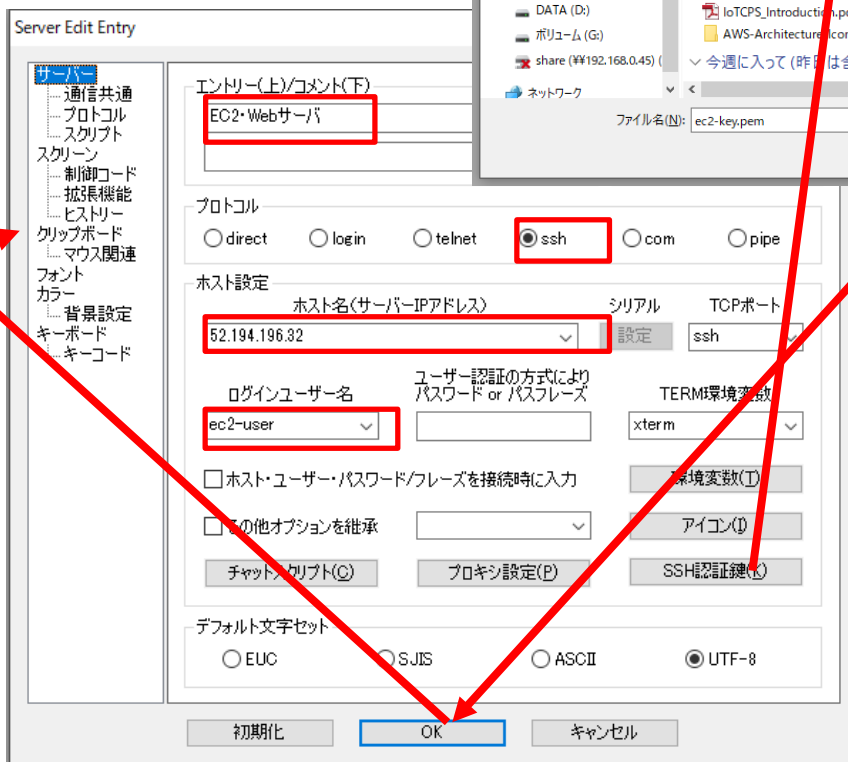 DATA (D:)
ボリューム (G:)
share (¥¥192.168.0.45) (
ネットワーク
IoTCPS_Introduction.p
AWS-Architecture
今週に入って (昨日は
ファイル名(N): ec2-key.pem
Server Edit Entry
サーバー
通信共通
プロトコル
スクリプト
スクリーン
制御コード
拡張機能
ヒストリー
クリップボード
マウス関連
フォント
カラー
背景設定
キーボード
キーコード
エントリー(上)/コメント(下)
EC2・Webサーバ
プロトコル
direct login telnet ssh com pipe
ホスト設定
ホスト名(サーバーIPアドレス) シリアル TCPポート
52.194.196.32 設定 ssh
ログインユーザー名 ユーザー認証の方式により パスワード or パスフレーズ TERM環境変数
ec2-user xterm
ホスト・ユーザー・パスワード/フレーズを接続時に入力 環境変数(T)
その他オプションを継承 アイコン(I)
チャットスクリプト(C) プロキシ設定(P) SSH認証鍵(K)
デフォルト文字セット
EUC SJIS ASCII UTF-8
初期化 OK キャンセル